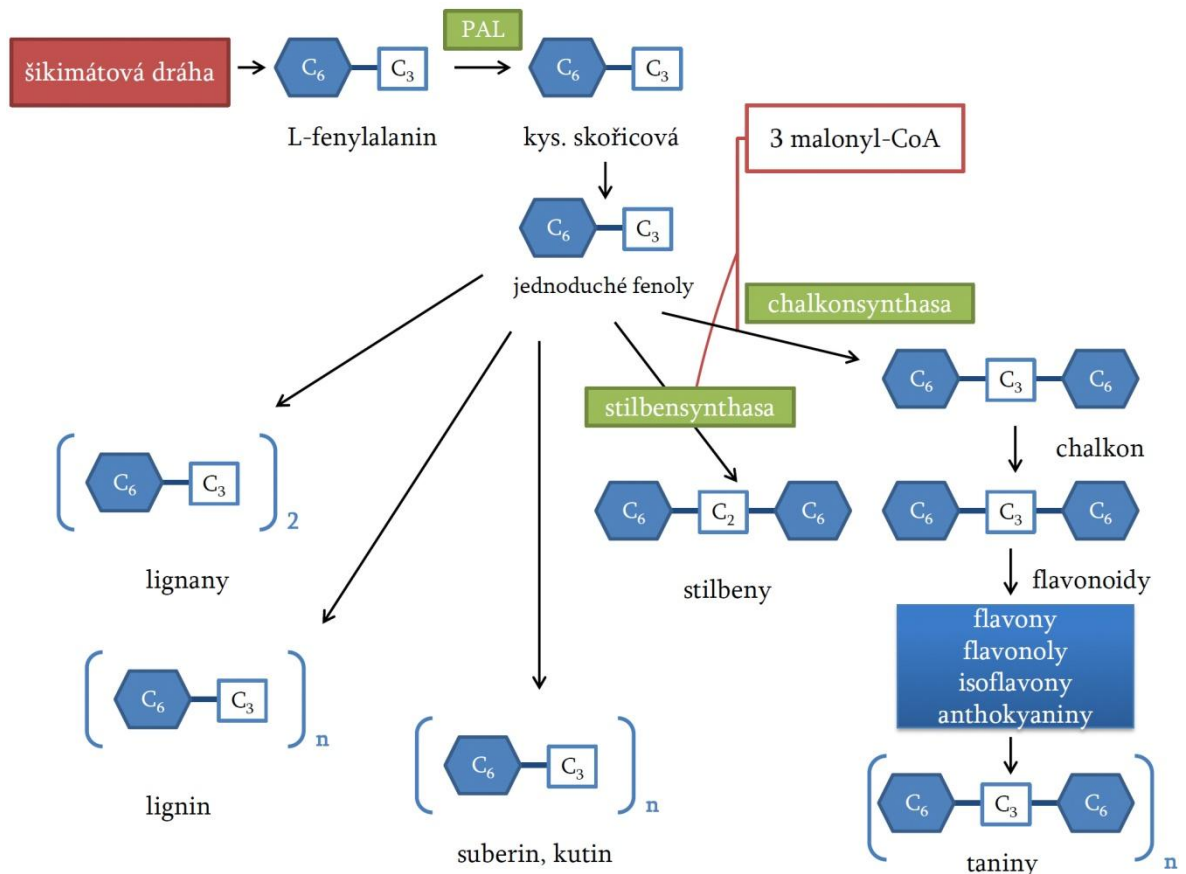 PAL
šikimátová dráha
C6
C3
C6
C3
L-fenylalanin
kys. skořicová
3 malonyl-CoA
C6
C3
jednoduché fenoly
chalkonsynthasa
C6
C3
C6
stilbensynthasa
chalkon
C6
C3
2
C6
C2
C6
C6
C3
C6
lignany
stilbeny
flavonoidy
flavony
flavonoly
isoflavony
anthokyaniny
C6
C3
n
lignin
C6
C3
n
suberin, kutin
C6
C3
C6
n
taniny